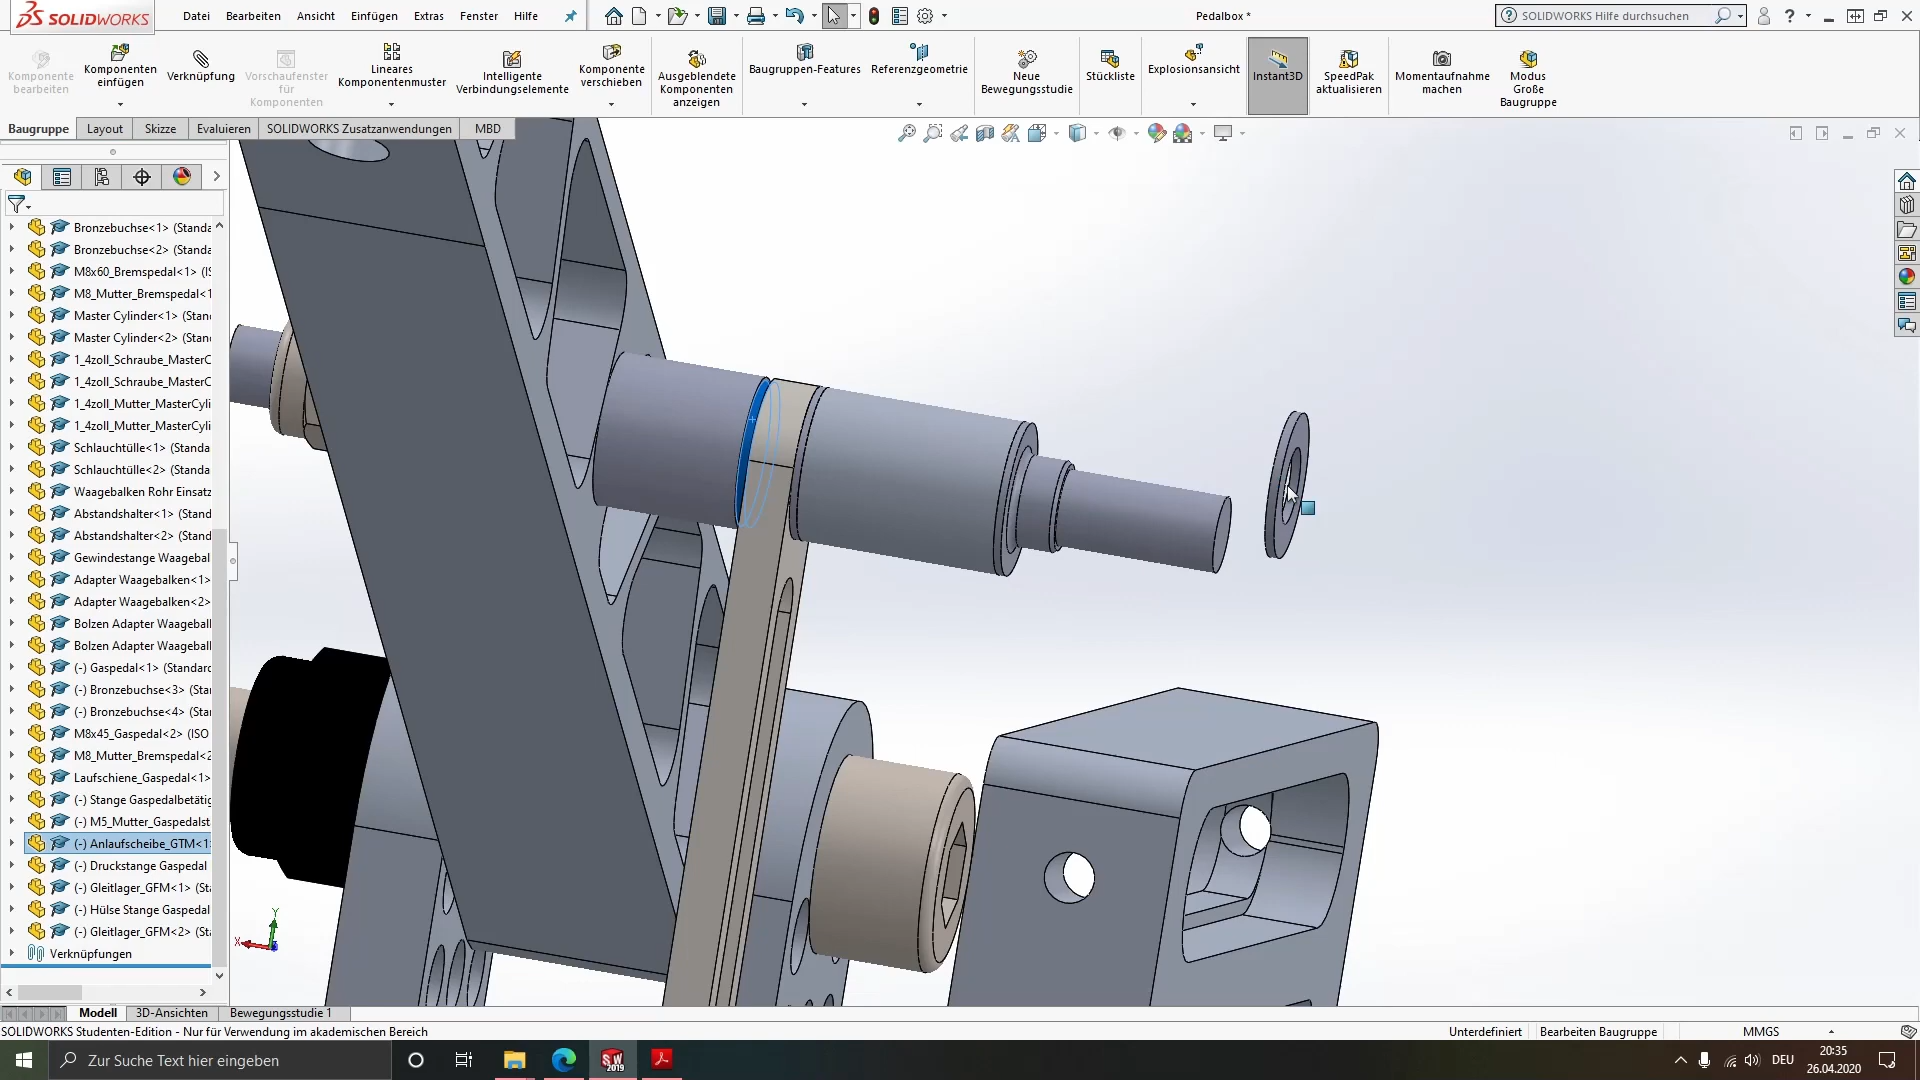 SOLIDWORKS
Datei
Bearbeiten
Ansicht
Einfügen
Extras
Fenster
Hilfe
Pedalbox *
SOLIDWORKS Hilfe durchsuchen
Komponente bearbeiten
Komponenten einfügen
Verknüpfung
Vorschaufenster für Komponenten
Lineares Komponentenmuster
Intelligente Verbindungselemente
Komponente verschieben
Ausgeblendete Komponenten anzeigen
Baugruppen-Features
Referenzgeometrie
Neue Bewegungsstudie
Stückliste
Explosionsansicht
Instant3D
SpeedPak aktualisieren
Momentaufnahme machen
Modus Große Baugruppe
Baugruppe
Layout
Skizze
Evaluieren
SOLIDWORKS Zusatzanwendungen
MBD
Bronzebuchse<1> (Standa
Bronzebuchse<2> (Standa
M8x60_Bremspedal<1> (IS
M8_Mutter_Bremspedal<1
Master Cylinder<1> (Stan
Master Cylinder<2> (Stan
1_4zoll_Schraube_MasterC
1_4zoll_Schraube_MasterC
1_4zoll_Mutter_MasterCyli
1_4zoll_Mutter_MasterCyli
Schlauchtülle<1> (Standa
Schlauchtülle<2> (Standa
Waagebalken Rohr Einsatz
Abstandshalter<1> (Stand
Abstandshalter<2> (Stand
Gewindestange Waagebal
Adapter Waagebalken<1>
Adapter Waagebalken<2>
Bolzen Adapter Waageball
Bolzen Adapter Waageball
(-) Gaspedal<1> (Standard
(-) Bronzebuchse<3> (Star
(-) Bronzebuchse<4> (Star
M8x45_Gaspedal<2> (ISO
M8_Mutter_Bremspedal<2
Laufschiene_Gaspedal<1>
(-) Stange Gaspedalbetätig
(-) M5_Mutter_Gaspedalst
(-) Anlaufscheibe_GTM<1
(-) Druckstange Gaspedal
(-) Gleitlager_GFM<1> (Sta
(-) Hülse Stange Gaspedal
(-) Gleitlager_GFM<2> (Sta
Verknüpfungen
Y
X
Modell
3D-Ansichten
Bewegungsstudie 1
SOLIDWORKS Studenten-Edition - Nur für Verwendung im akademischen Bereich
Unterdefiniert
Bearbeiten Baugruppe
MMGS
Zur Suche Text hier eingeben
SW 2019
DEU
20:35
26.04.2020